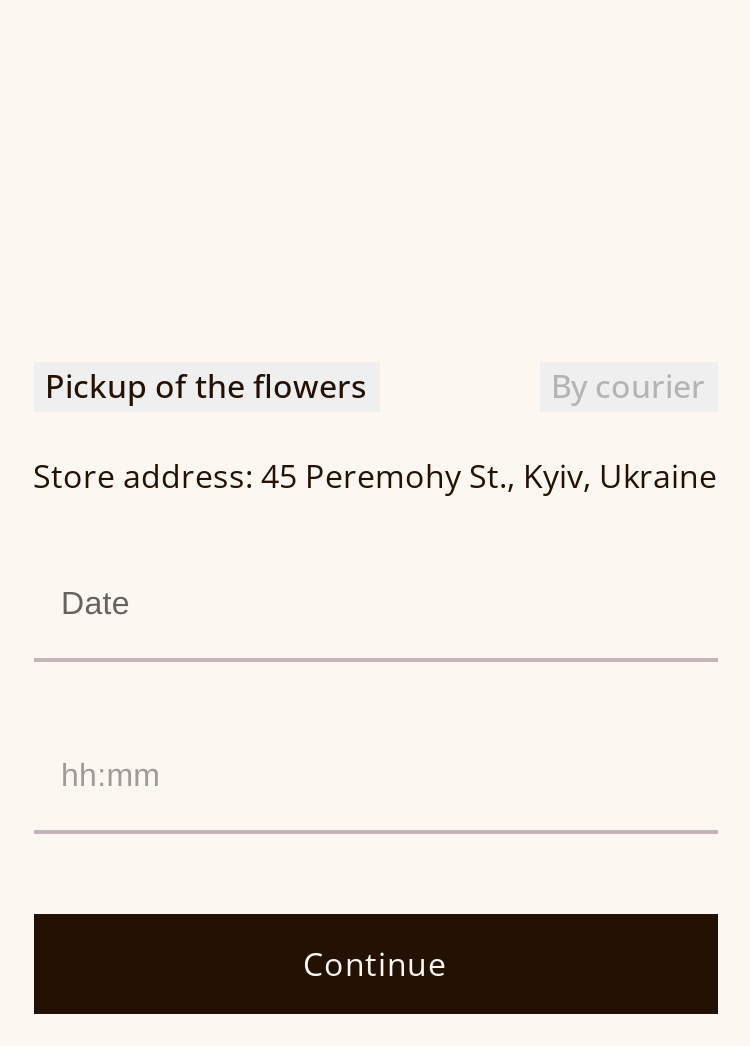 Pickup of the flowers By courier
Store address: 45 Peremohy St., Kyiv, Ukraine
Date
hh:mm
Continue